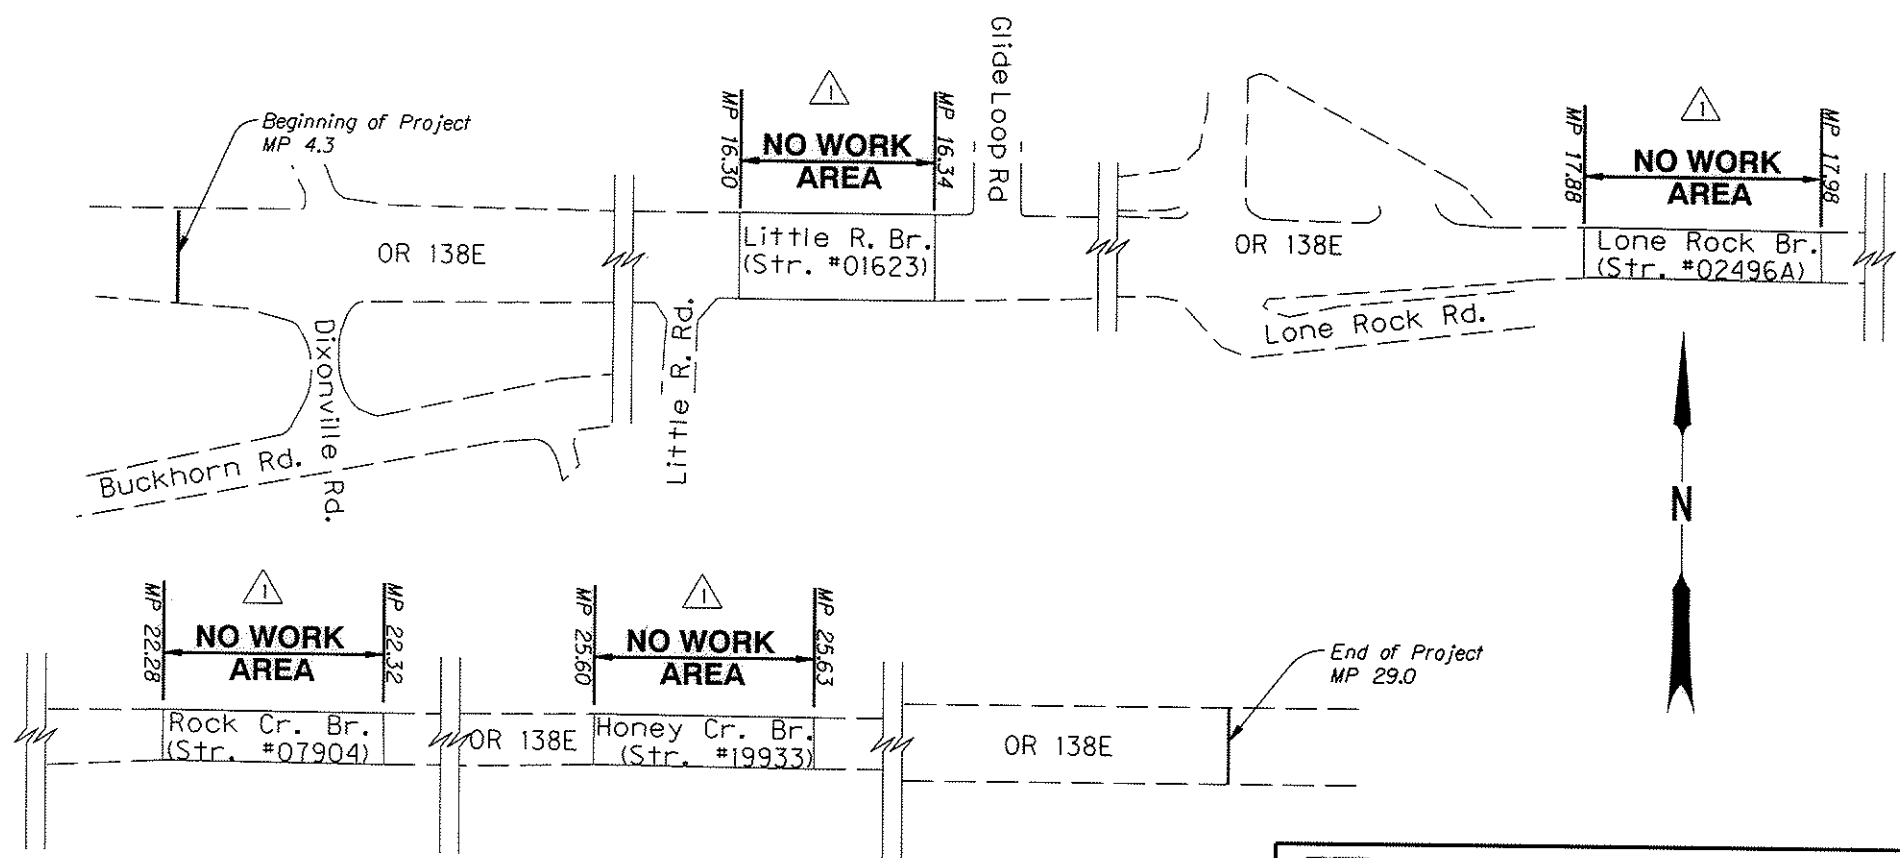 Beginning of Project
MP 4.3
OR 138E
Dixonville Rd.
Buckhorn Rd.
Little R. Rd.
MP 16.30
1
NO WORK
AREA
MP 16.34
Little R. Br.
(Str. #01623)
Glide Loop Rd
OR 138E
Lone Rock Rd.
MP 17.88
1
NO WORK
AREA
MP 17.98
Lone Rock Br.
(Str. #02496A)
N
MP 22.28
1
NO WORK
AREA
MP 22.32
Rock Cr. Br.
(Str. #07904)
OR 138E
MP 25.60
1
NO WORK
AREA
MP 25.63
Honey Cr. Br.
(Str. #19933)
OR 138E
End of Project
MP 29.0